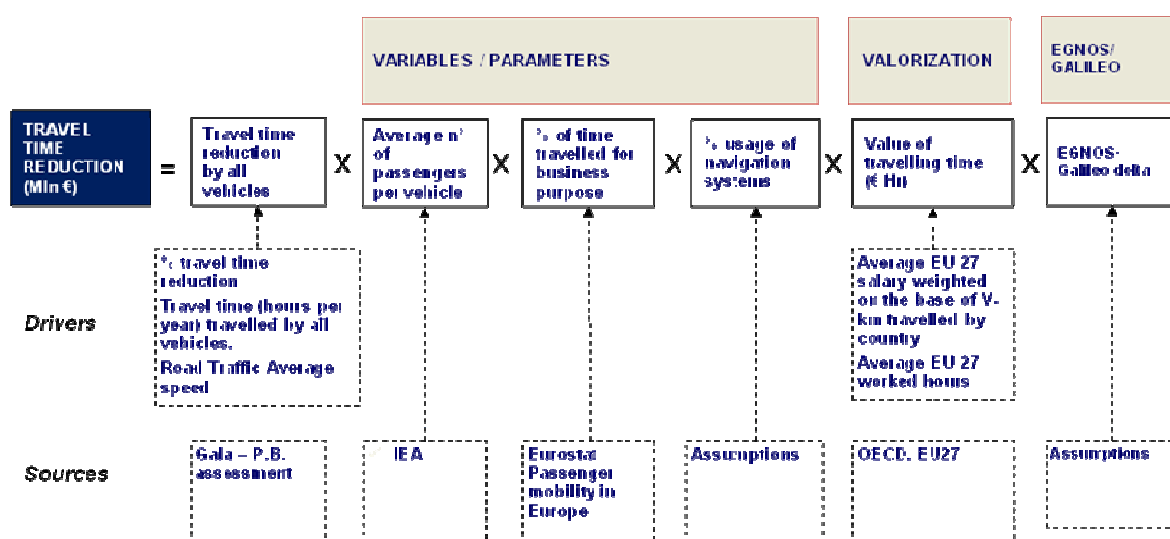 VARIABLES / PARAMETERS
VALORIZATION
EGNOS/
GALILEO
TRAVEL
TIME
REDUCTION
(Mln €)
=
Travel time
reduction
by all
vehicles
X
Average n°
of
passengers
per vehicle
X
% of time
travelled for
business
purpose
X
% usage of
navigation
systems
X
Value of
travelling time
(€ Hr)
X
EGNOS-
Galileo delta
Drivers
% travel time
reduction
Travel time (hours per
year) travelled by all
vehicles.
Road Traffic Average
speed
Average EU 27
salary weighted
on the base of V-
km travelled by
country
Average EU 27
worked hours
Sources
Gala – P.B.
assessment
IEA
Eurostat
Passenger
mobility in
Europe
Assumptions
OECD, EU27
Assumptions